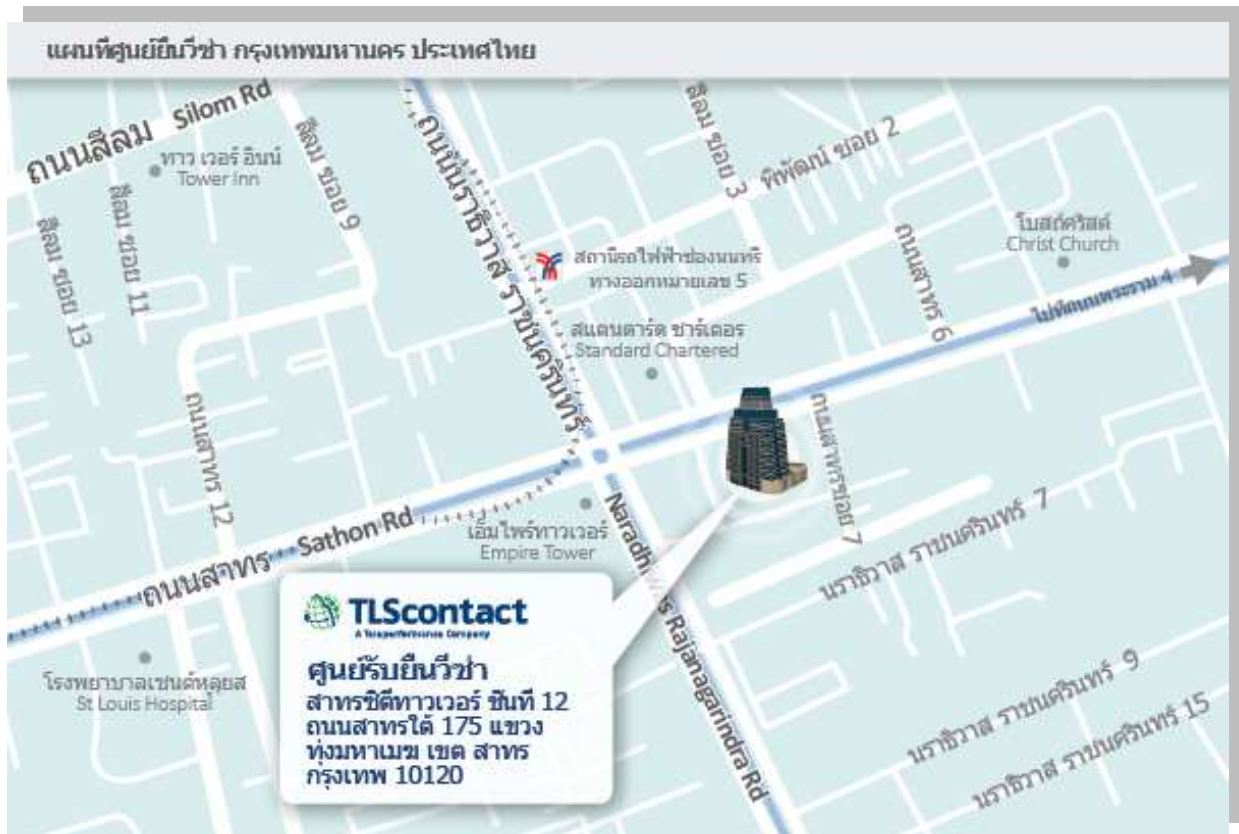 แผนที่ศูนย์ยื่นวีซ่า กรุงเทพมหานคร ประเทศไทย
ถนนสีลม Silom Rd
ทาว เวอร์ อินน์
Tower Inn
สีลม ซอย 9
สีลม ซอย 11
สีลม ซอย 13
ถนนนราธิวาส ราชนครินทร์
สีลม ซอย 3
พิพัฒน์ ซอย 2
สถานีรถไฟฟ้าช่องนนทรี
ทางออกหมายเลข 5
ถนนสาทร 6
โบสถ์คริสต์
Christ Church
ไปที่ถนนพระราม 4
สแตนดาร์ด ชาร์เตอร
Standard Chartered
ถนนสาทร 12
ถนนสาทรซอย 7
ถนนสาทร Sathon Rd
เอ็มไพร์ทาวเวอร์
Empire Tower
Naradhiwas Rajanagarindra Rd
นราธิวาส ราชนครินทร์ 7
นราธิวาส ราชนครินทร์ 9
นราธิวาส ราชนครินทร์ 15
โรงพยาบาลเซนต์หลุยส
St Louis Hospital
TLScontact
A Teleperformance Company
ศูนย์รับยื่นวีซ่า
สาทรซิตีทาวเวอร์ ชั้นที่ 12
ถนนสาทรใต้ 175 แขวง
ทุ่งมหาเมฆ เขต สาทร
กรุงเทพ 10120